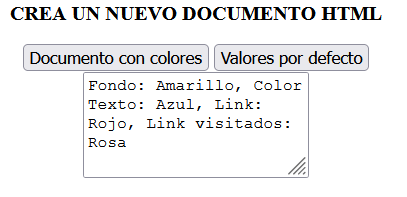 CREA UN NUEVO DOCUMENTO HTML
Documento con colores Valores por defecto
Fondo: Amarillo, Color
Texto: Azul, Link:
Rojo, Link visitados:
Rosa